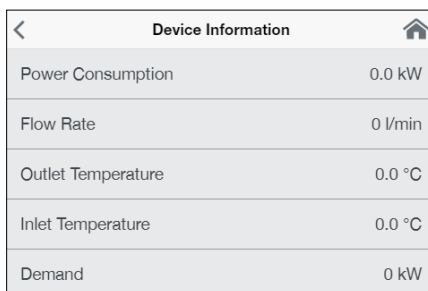 Device Information
Power Consumption 0.0 kW
Flow Rate 0 l/min
Outlet Temperature 0.0 °C
Inlet Temperature 0.0 °C
Demand 0 kW